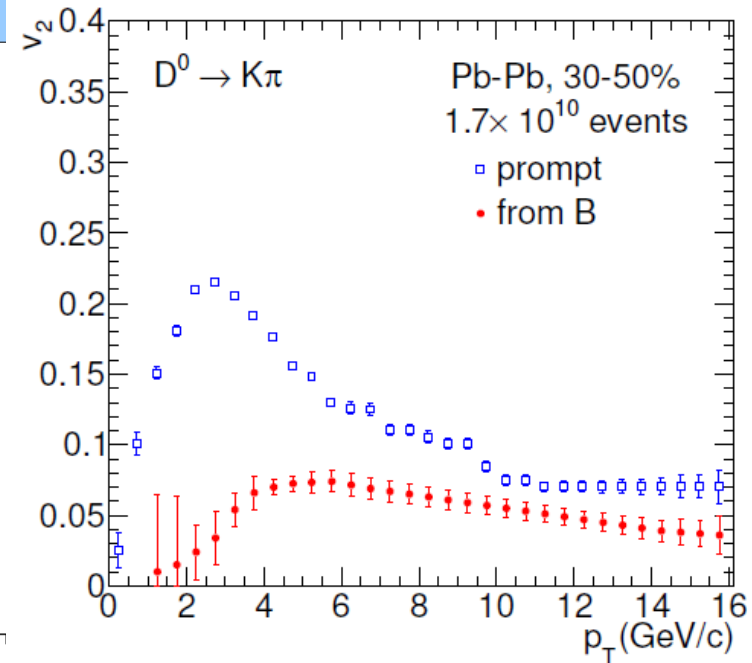 v₂
0.4
0.35
0.3
0.25
0.2
0.15
0.1
0.05
0
D⁰ → Kπ
Pb-Pb, 30-50%
1.7× 10¹⁰ events
prompt
from B
0 2 4 6 8 10 12 14 16
p_T (GeV/c)